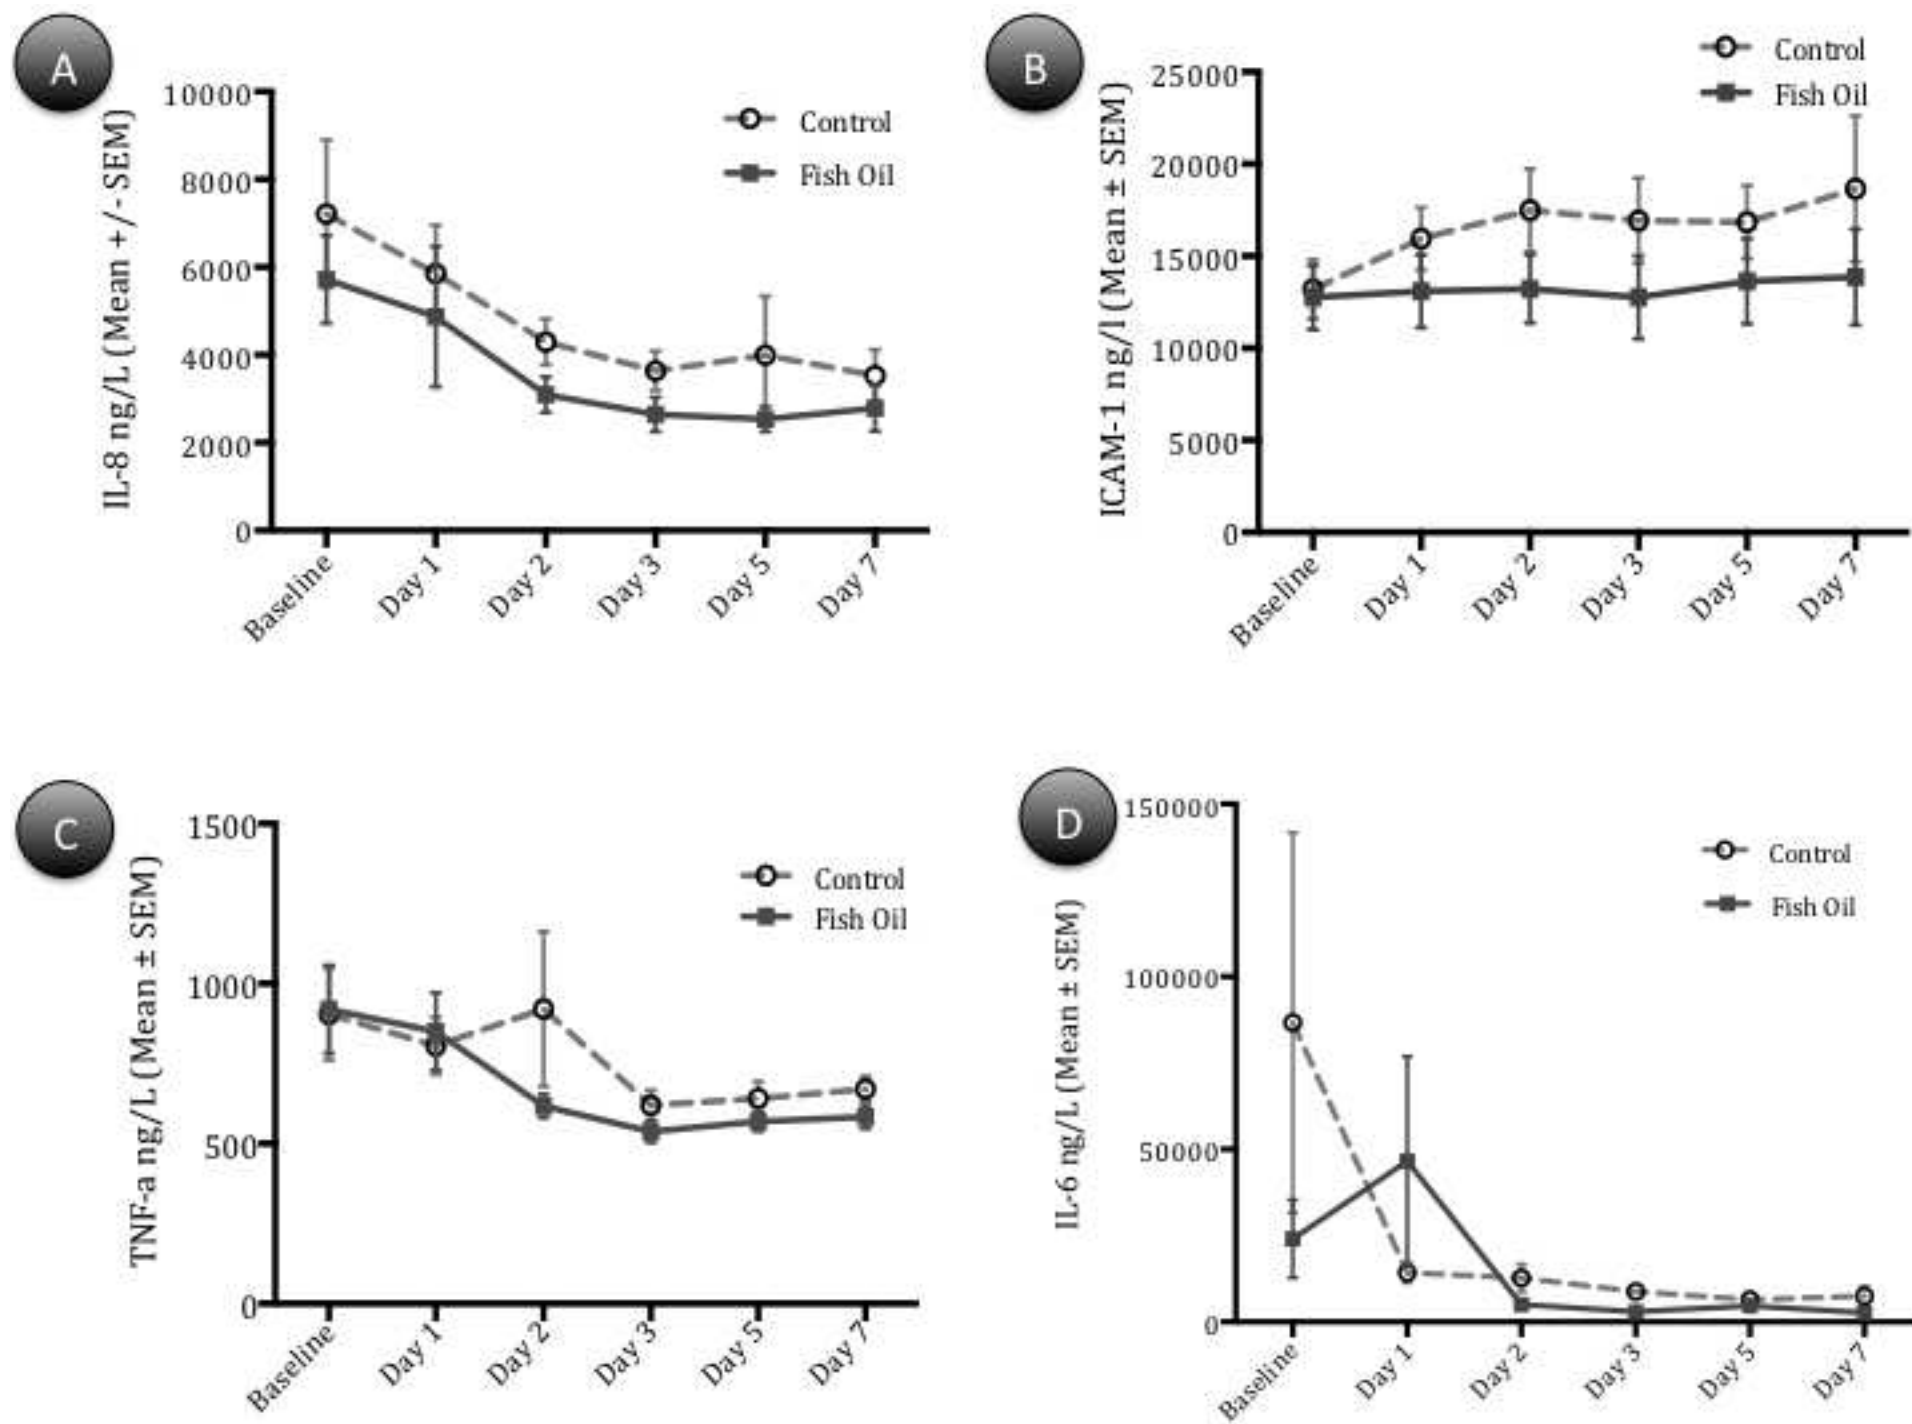 A
IL-8 ng/L (Mean +/- SEM)
10000
8000
6000
4000
2000
0
Control
Fish Oil
Baseline
Day 1
Day 2
Day 3
Day 5
Day 7
B
ICAM-1 ng/l (Mean ± SEM)
25000
20000
15000
10000
5000
0
Control
Fish Oil
Baseline
Day 1
Day 2
Day 3
Day 5
Day 7
C
TNF-a ng/L (Mean ± SEM)
1500
1000
500
0
Control
Fish Oil
Baseline
Day 1
Day 2
Day 3
Day 5
Day 7
D
IL-6 ng/L (Mean ± SEM)
150000
100000
50000
0
Control
Fish Oil
Baseline
Day 1
Day 2
Day 3
Day 5
Day 7